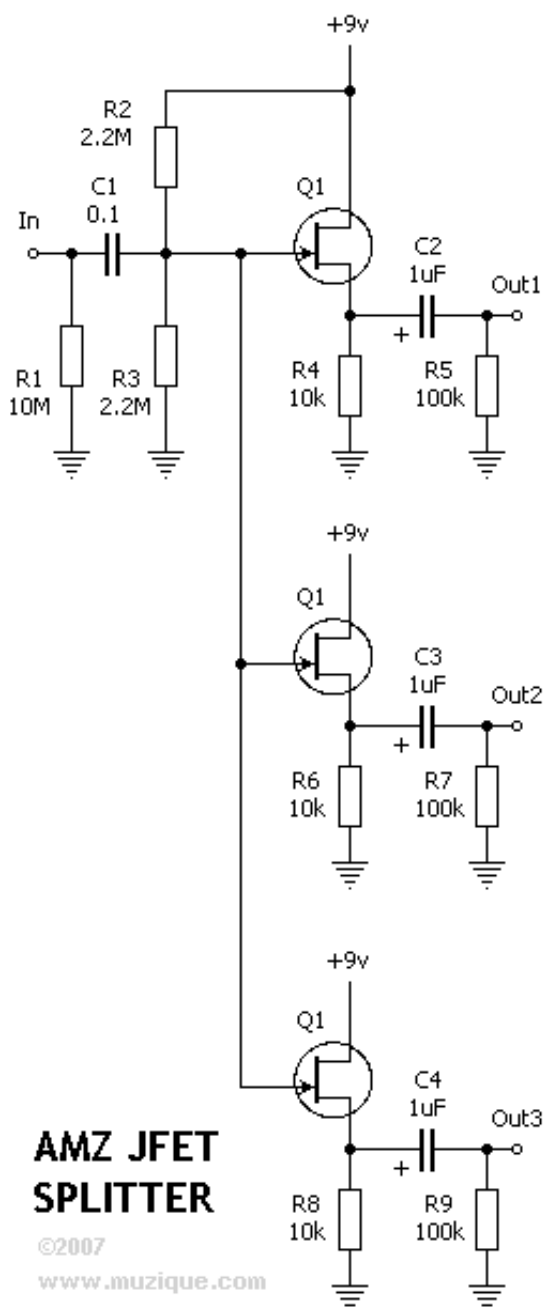 +9v
R2
2.2M
C1
0.1
In
Q1
C2
1uF
Out1
+
R1
10M
R3
2.2M
R4
10k
R5
100k
+9v
Q1
C3
1uF
Out2
+
R6
10k
R7
100k
+9v
Q1
C4
1uF
Out3
+
R8
10k
R9
100k
AMZ JFET
SPLITTER
©2007
www.muzique.com